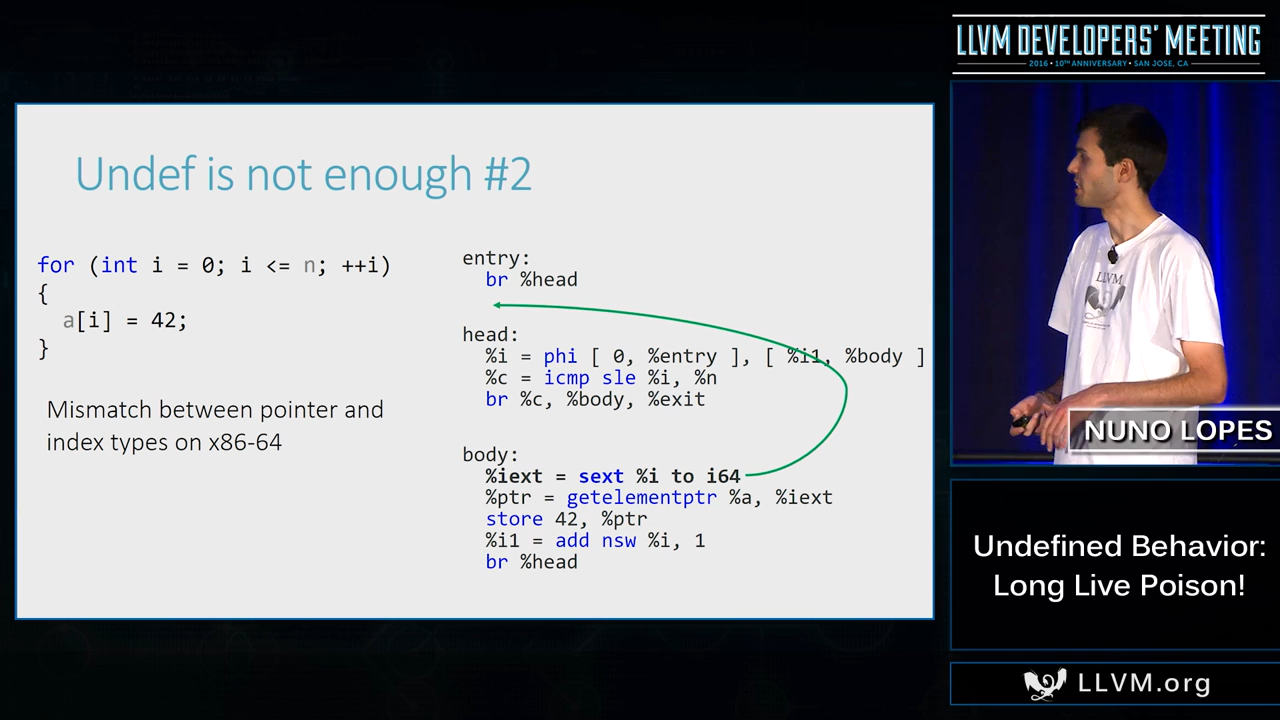 LLVM DEVELOPERS' MEETING
2016 • 10TH ANNIVERSARY • SAN JOSE, CA
Undef is not enough #2
for (int i = 0; i <= n; ++i)
{
a[i] = 42;
}
Mismatch between pointer and
index types on x86-64
entry:
br %head
head:
%i = phi [ 0, %entry ], [ %i1, %body ]
%c = icmp sle %i, %n
br %c, %body, %exit
body:
%iext = sext %i to i64
%ptr = getelementptr %a, %iext
store 42, %ptr
%i1 = add nsw %i, 1
br %head
LLVM
NUNO LOPES
Undefined Behavior:
Long Live Poison!
LLVM.org